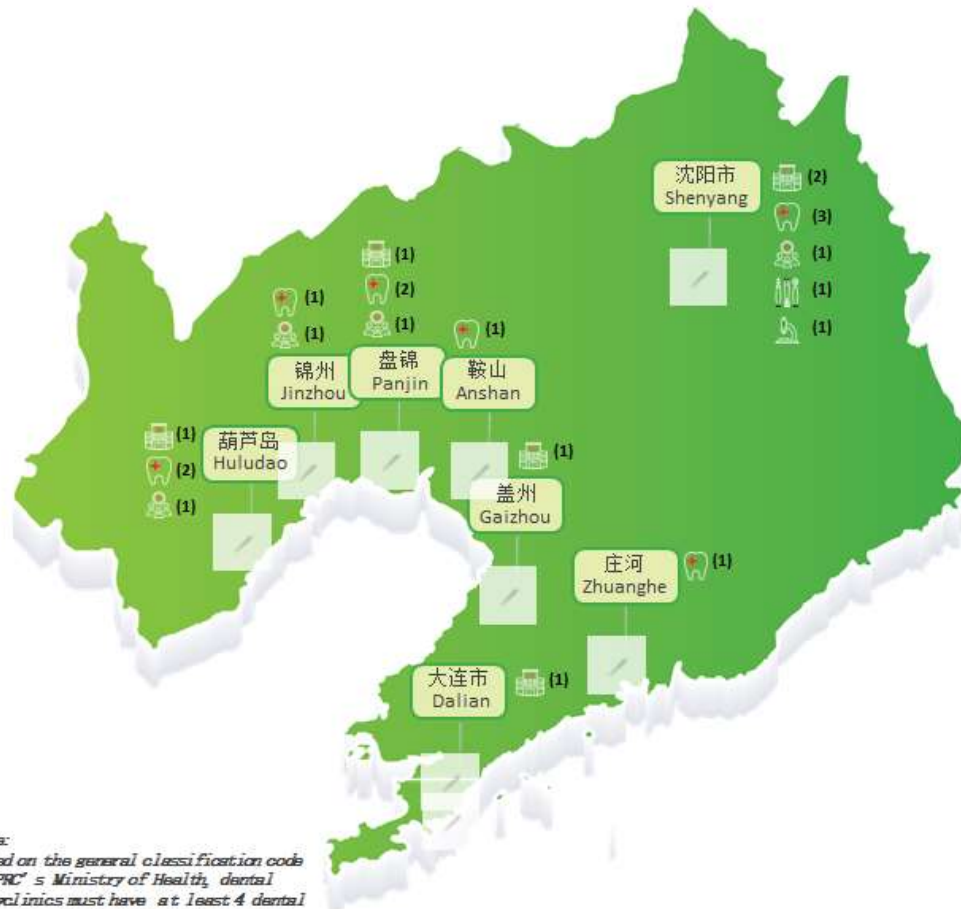 沈阳市
Shenyang
(2)
(3)
(1)
(1)
(1)
(1)
(2)
(1)
盘锦
Panjin
(1)
(1)
锦州
Jinzhou
(1)
鞍山
Anshan
(1)
(2)
(1)
葫芦岛
Huludao
(1)
盖州
Gaizhou
庄河
Zhuanghe
(1)
大连市
Dalian
(1)
on the general classification code
PRC's Ministry of Health, dental
must have at least 4 dental